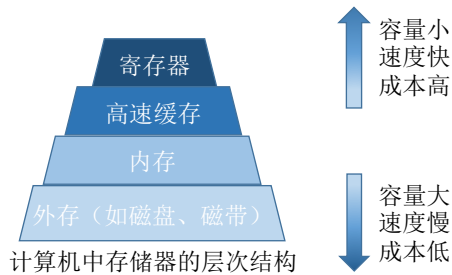 寄存器
高速缓存
内存
外存（如磁盘、磁带）
计算机中存储器的层次结构
容量小
速度快
成本高
容量大
速度慢
成本低